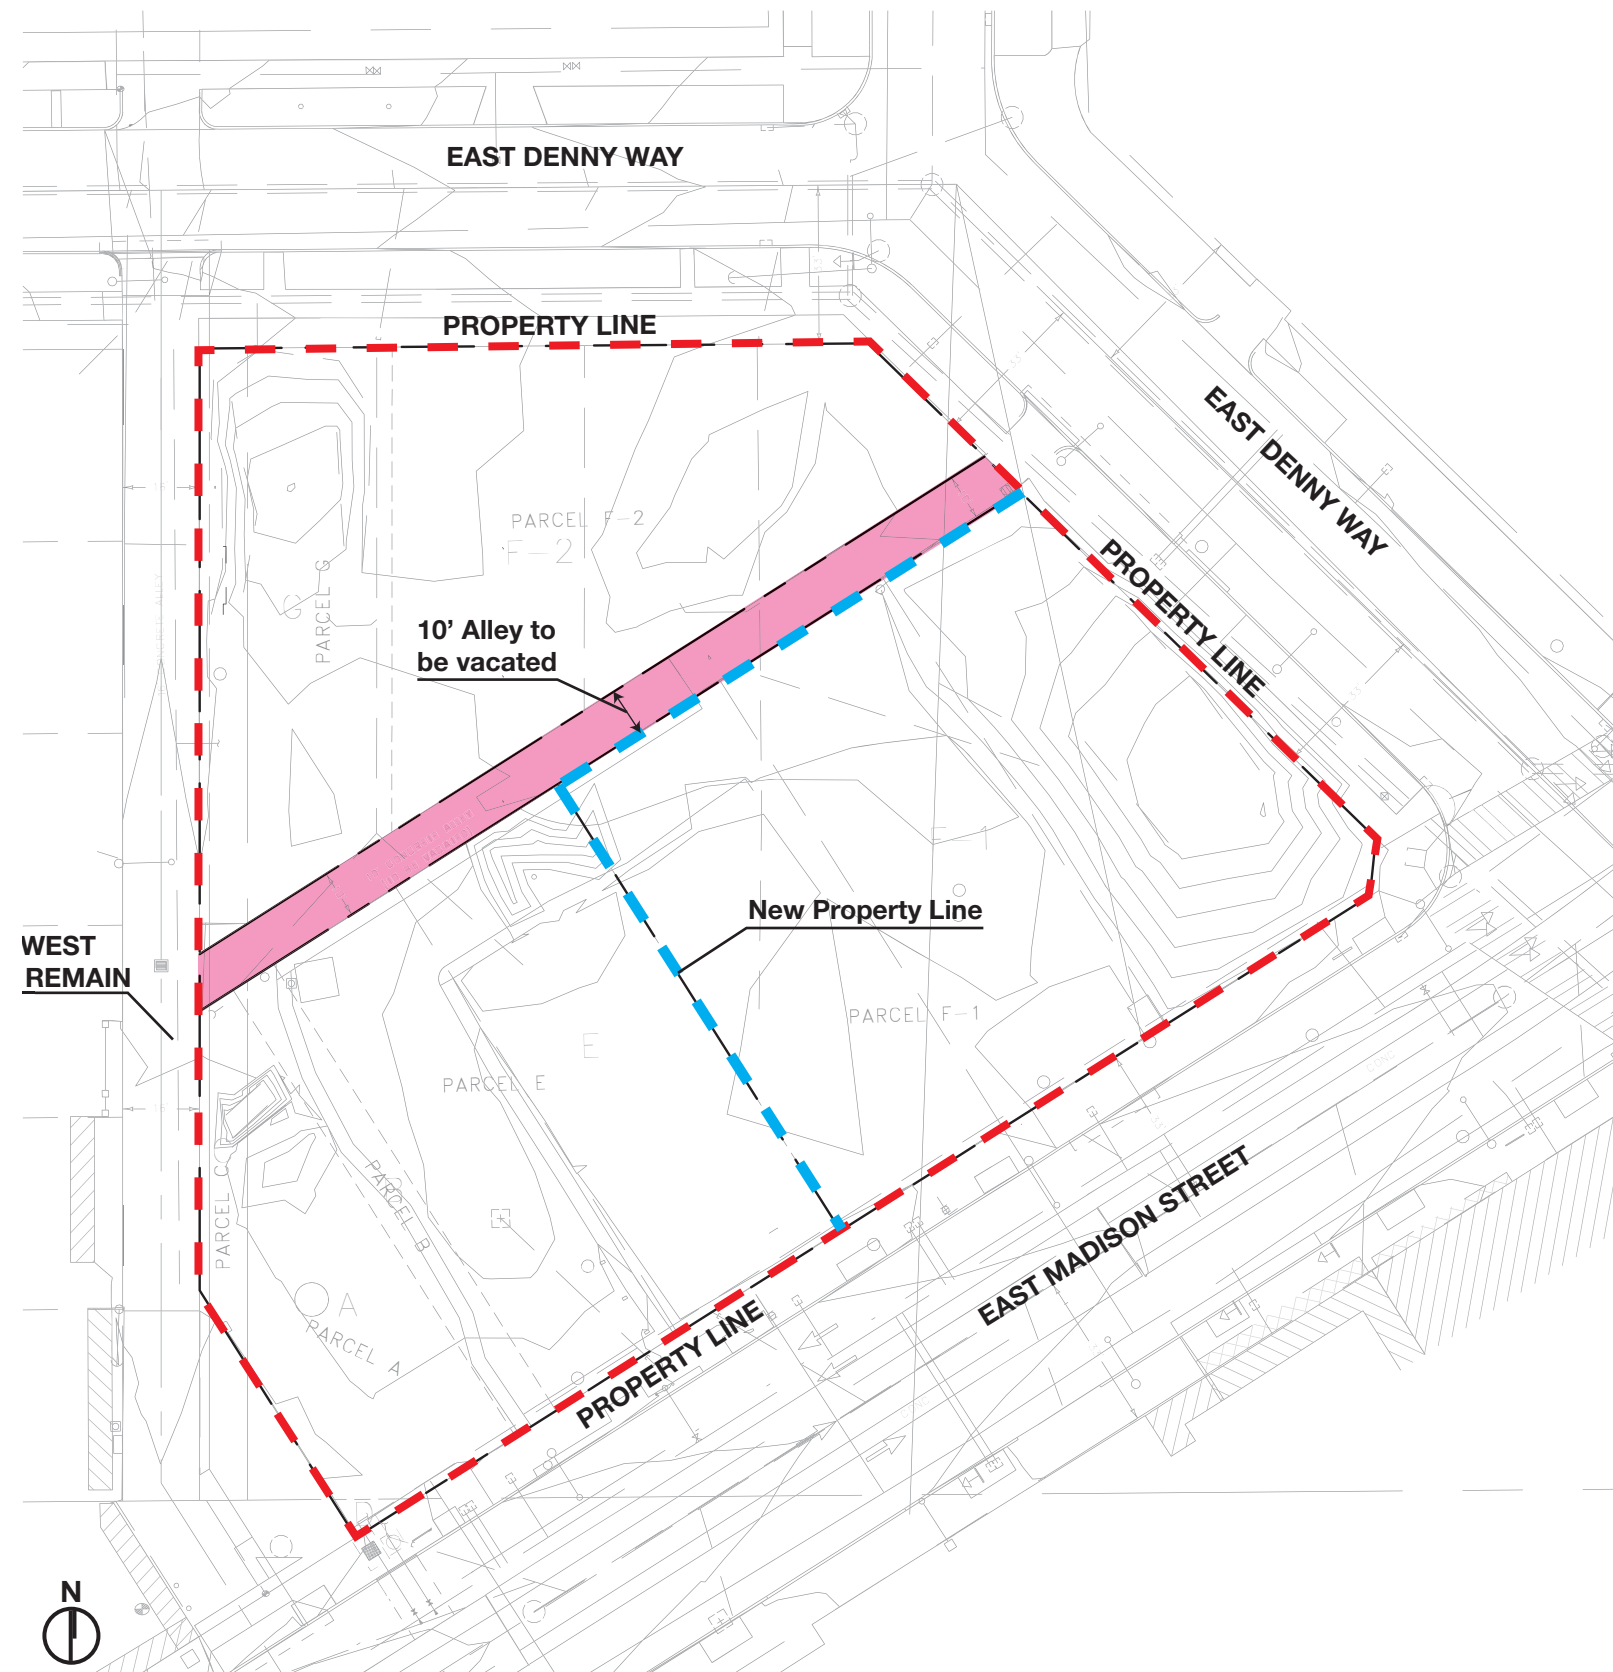 EAST DENNY WAY
PROPERTY LINE
EAST DENNY WAY
PARCEL F-2
F-2
PROPERTY LINE
G
PARCEL G
10’ Alley to
be vacated
F-1
New Property Line
WEST
REMAIN
PARCEL F-1
E
PARCEL E
PARCEL C
PARCEL B
EAST MADISON STREET
A
PARCEL A
PROPERTY LINE
N